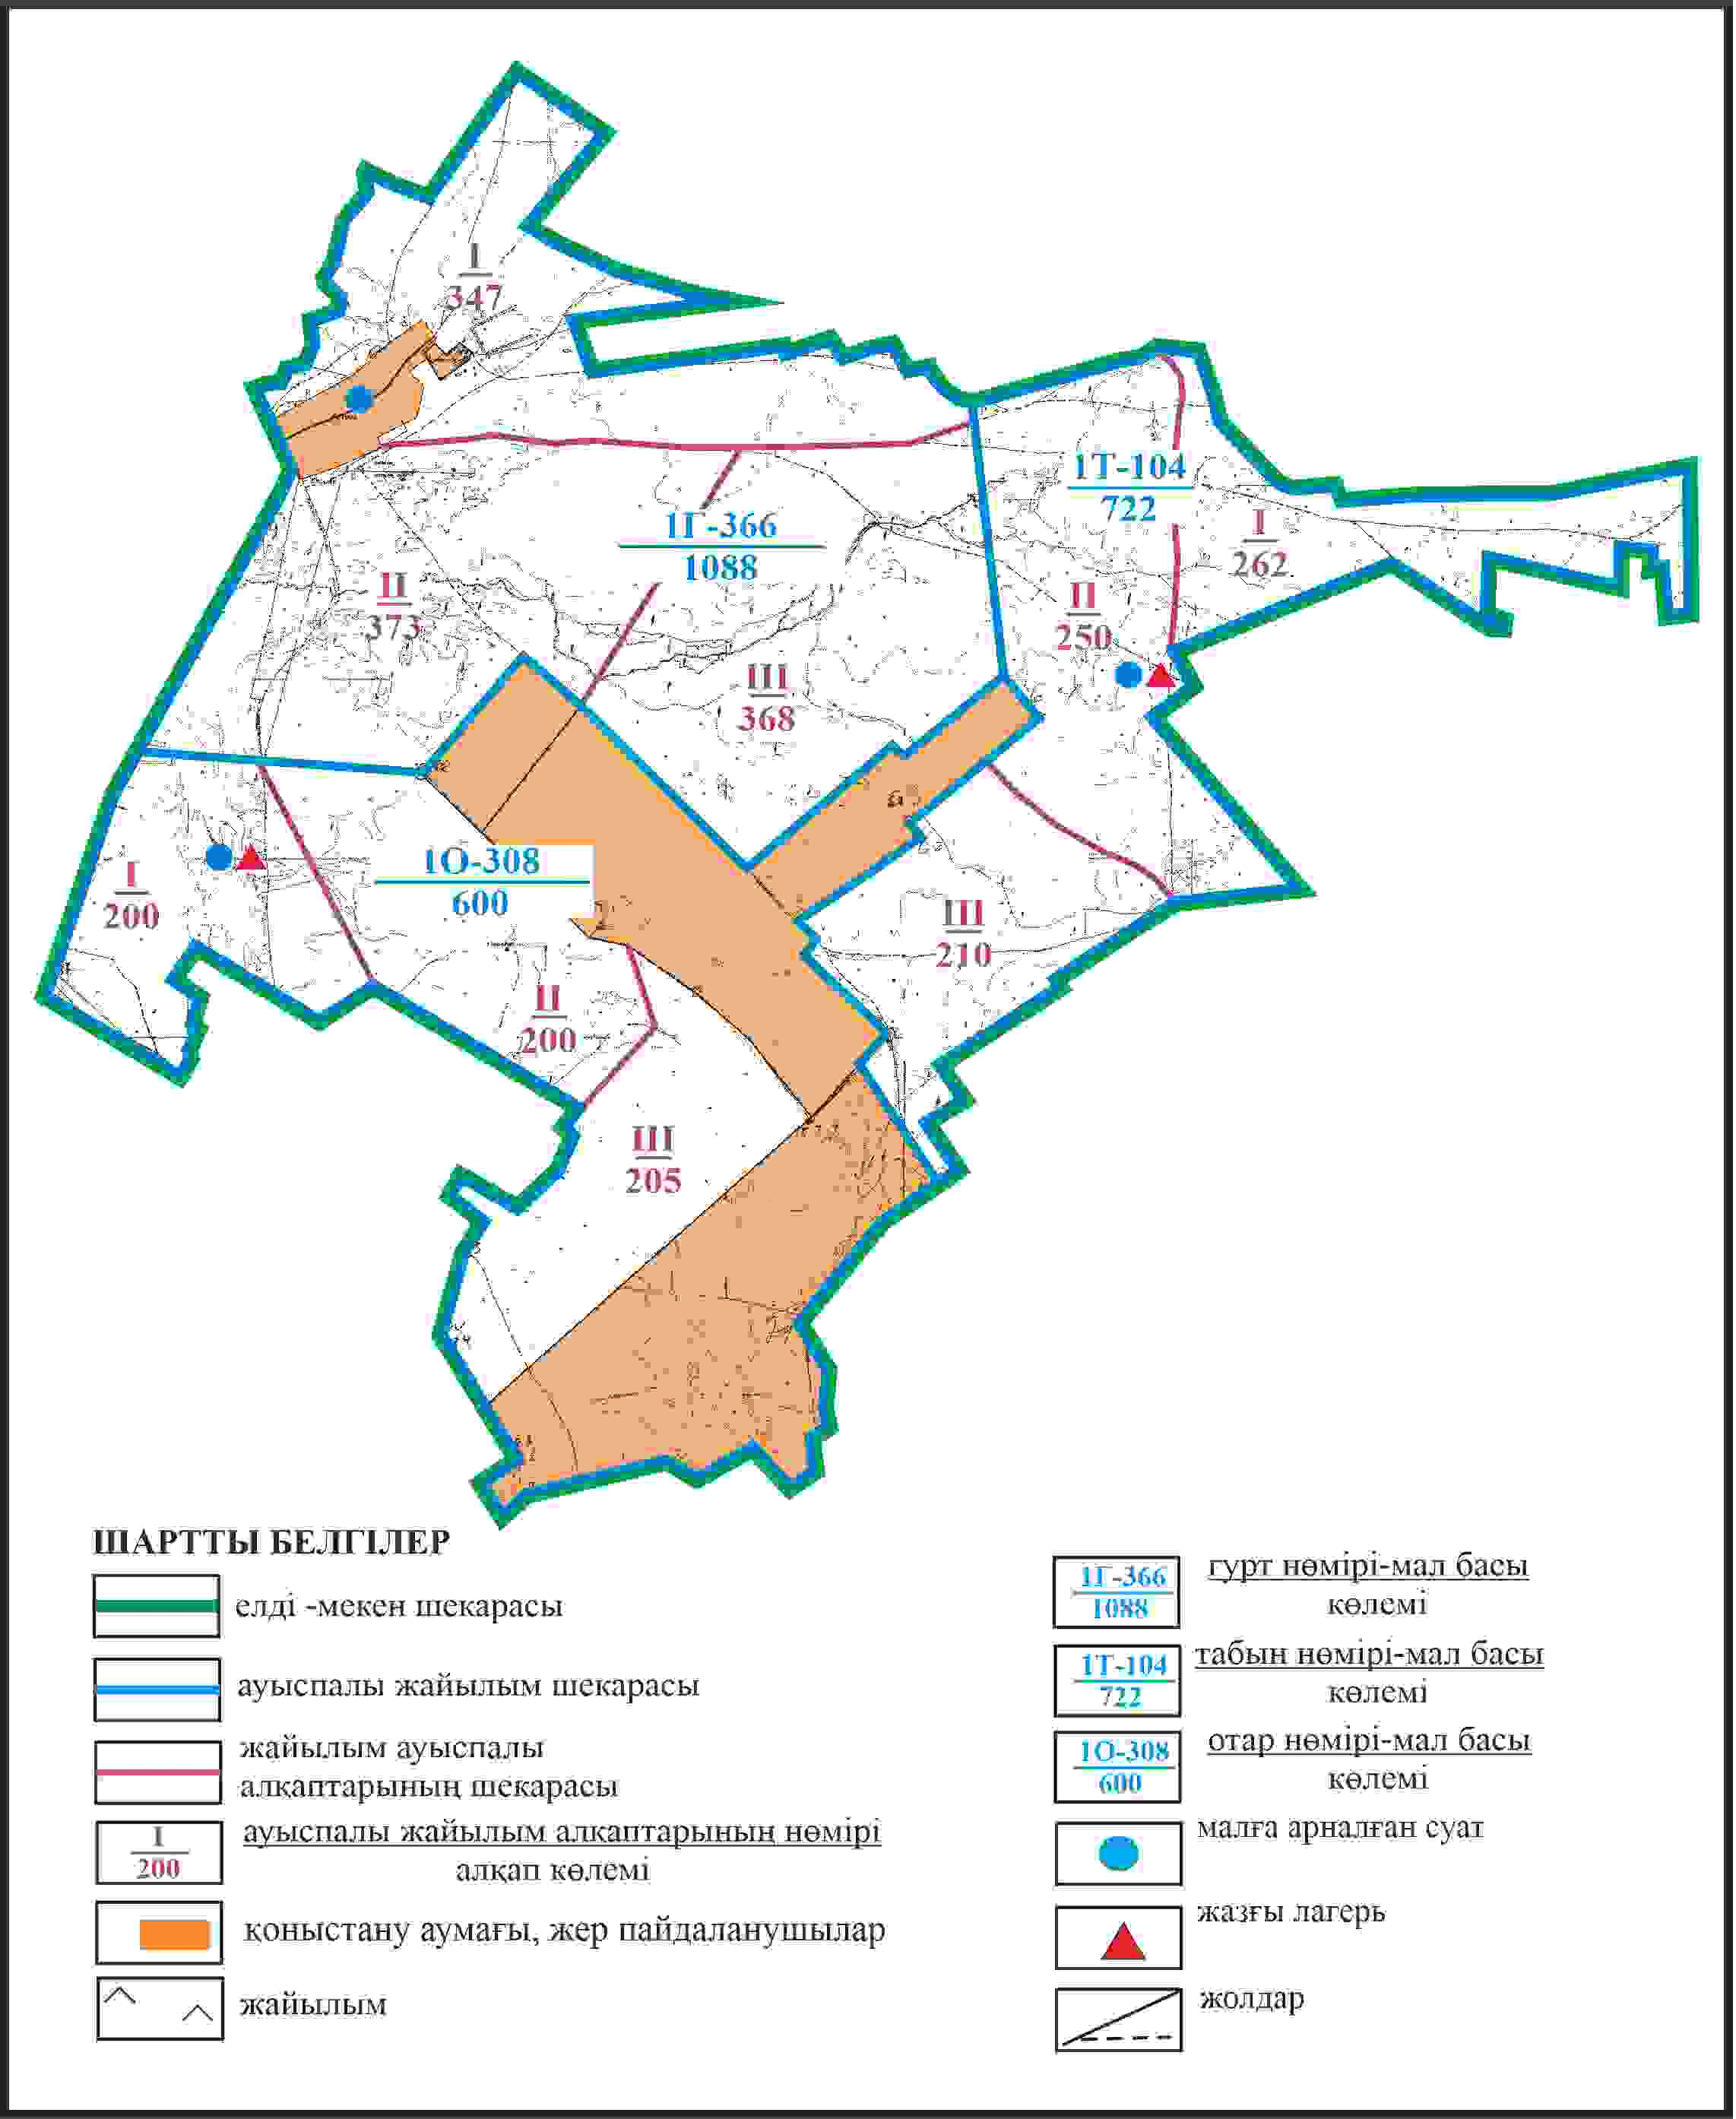 I
347
1Т-104
722
1Г-366
1088
I
262
II
373
II
250
III
368
1О-308
600
I
200
III
210
II
200
III
205
ШАРТТЫ БЕЛГІЛЕР
елді -мекен шекарасы
ауыспалы жайылым шекарасы
жайылым ауыспалы
алқаптарының шекарасы
I
200
ауыспалы жайылым алқаптарының нөмірі
алқап көлемі
қоныстану аумағы, жер пайдаланушылар
жайылым
1Г-366
1088
гурт нөмірі-мал басы
көлемі
1Т-104
722
табын нөмірі-мал басы
көлемі
1О-308
600
отар нөмірі-мал басы
көлемі
малға арналған суат
жазғы лагерь
жолдар